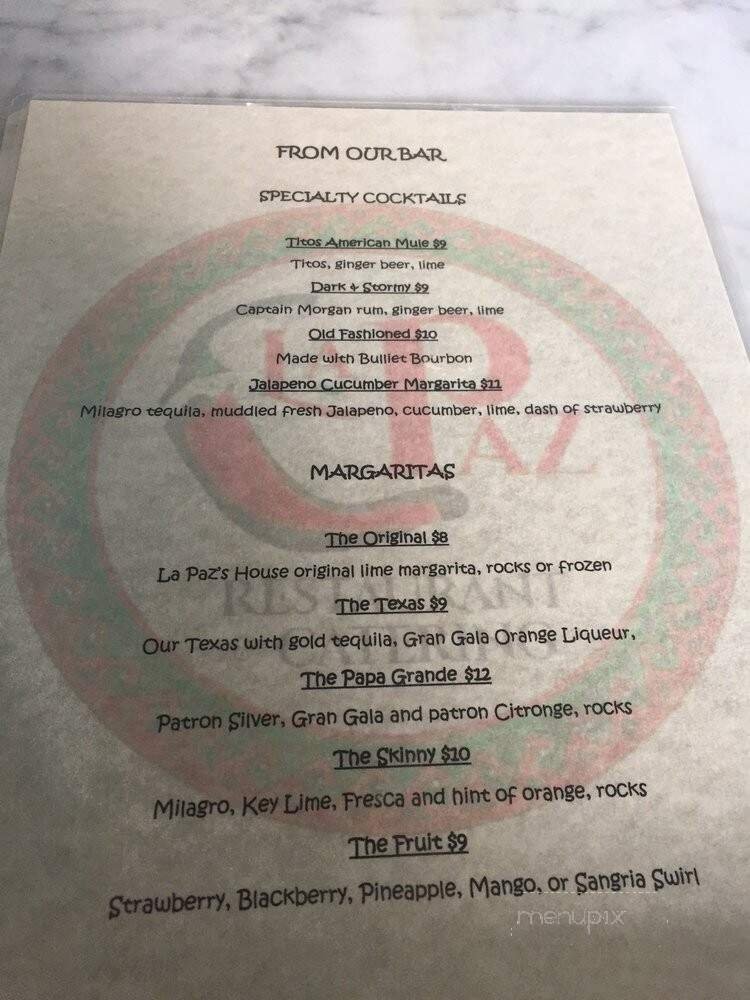 FROM OUR BAR
SPECIALTY COCKTAILS
Titos American Mule $9
Titos, ginger beer, lime
Dark & Stormy $9
Captain Morgan rum, ginger beer, lime
Old Fashioned $10
Made with Bulliet Bourbon
Jalapeno Cucumber Margarita $11
Milagro tequila, muddled fresh Jalapeno, cucumber, lime, dash of strawberry
LA PAZ
MARGARITAS
The Original $8
La Paz's House original lime margarita, rocks or frozen
RESTAURANT
The Texas $9
Our Texas with gold tequila, Gran Gala Orange Liqueur,
The Papa Grande $12
Patron Silver, Gran Gala and patron Citronge, rocks
The Skinny $10
Milagro, Key Lime, Fresca and hint of orange, rocks
The Fruit $9
Strawberry, Blackberry, Pineapple, Mango, or Sangria Swirl
menupix